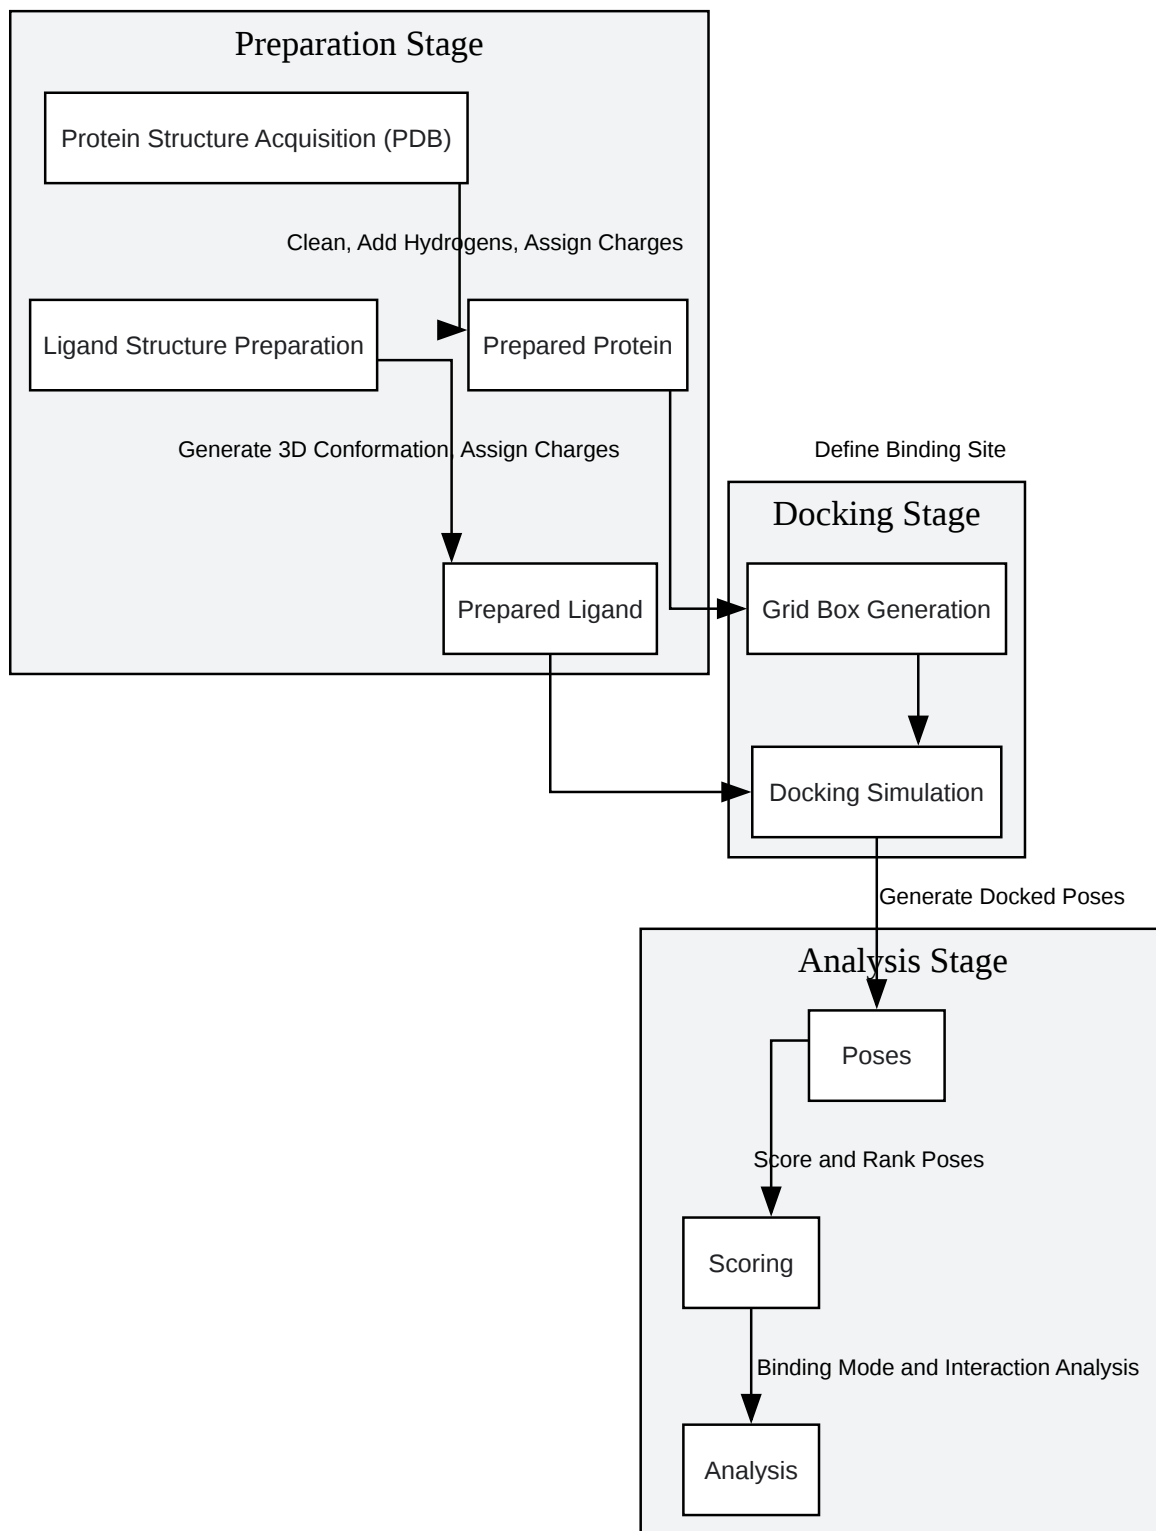 Preparation Stage
Protein Structure Acquisition (PDB)
Clean, Add Hydrogens, Assign Charges
Ligand Structure Preparation
Prepared Protein
Generate 3D Conformation, Assign Charges
Define Binding Site
Docking Stage
Prepared Ligand
Grid Box Generation
Docking Simulation
Generate Docked Poses
Analysis Stage
Poses
Score and Rank Poses
Scoring
Binding Mode and Interaction Analysis
Analysis